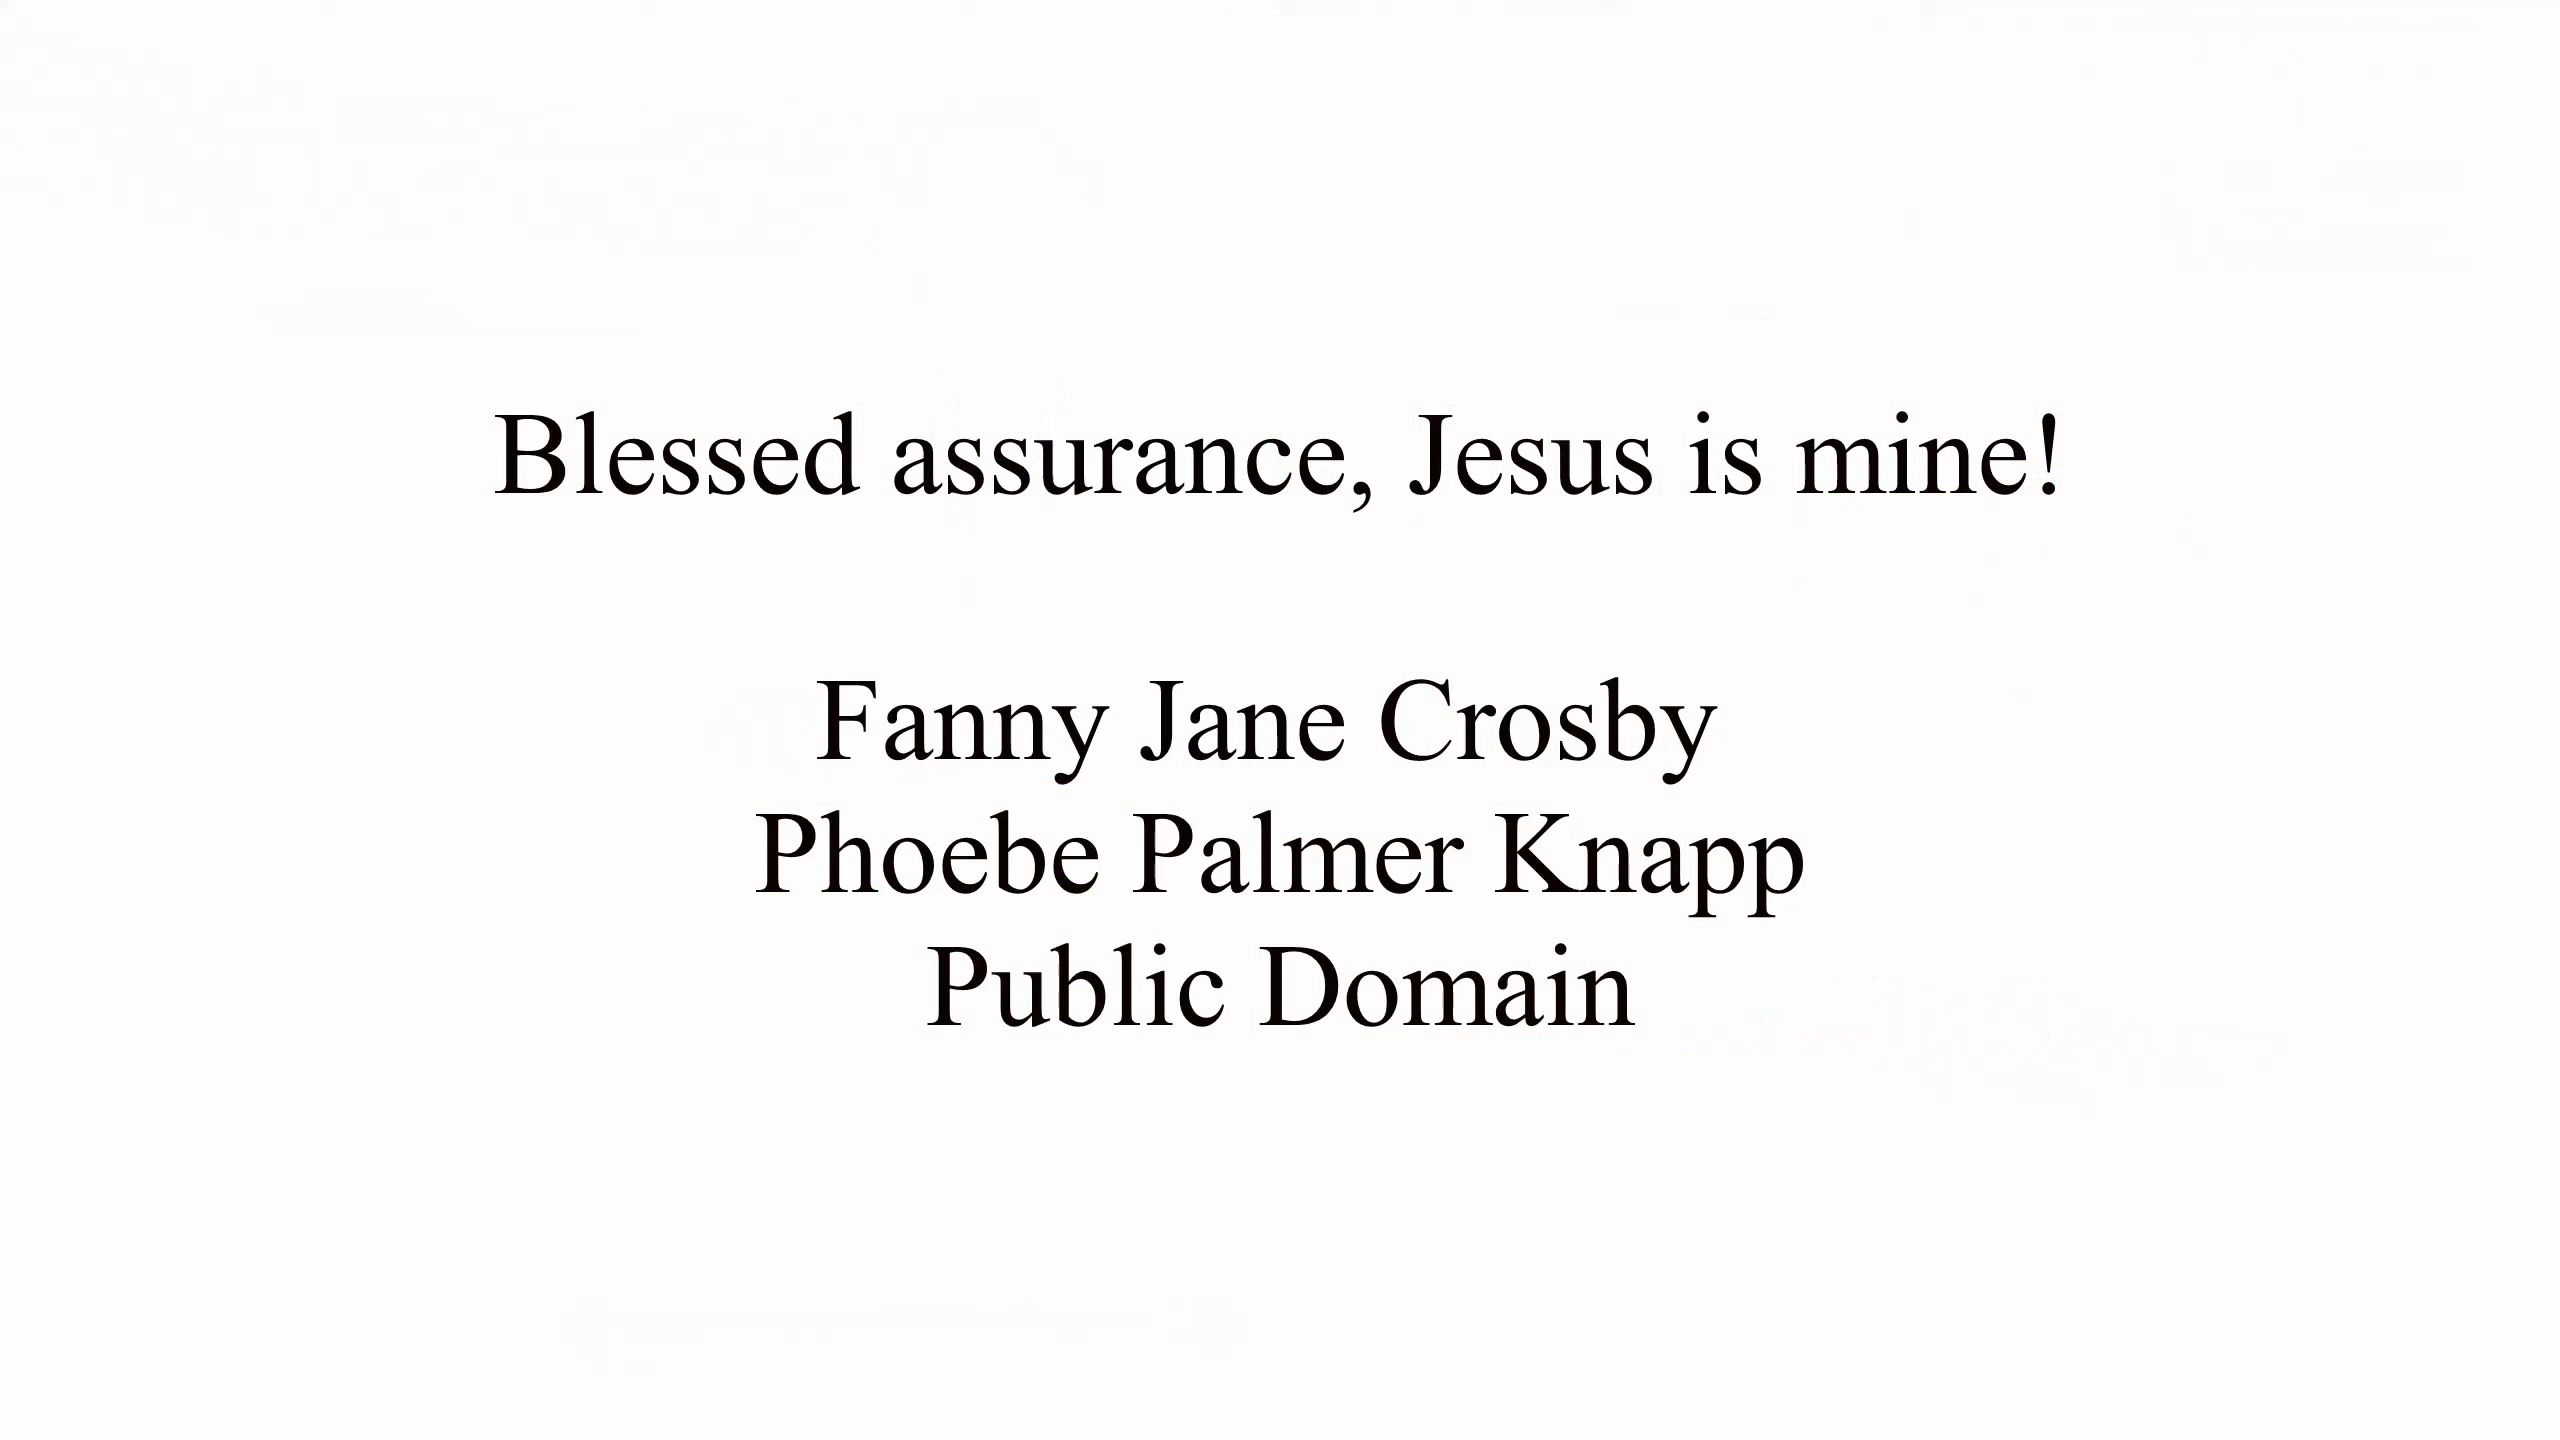 Blessed assurance, Jesus is mine!
Fanny Jane Crosby
Phoebe Palmer Knapp
Public Domain